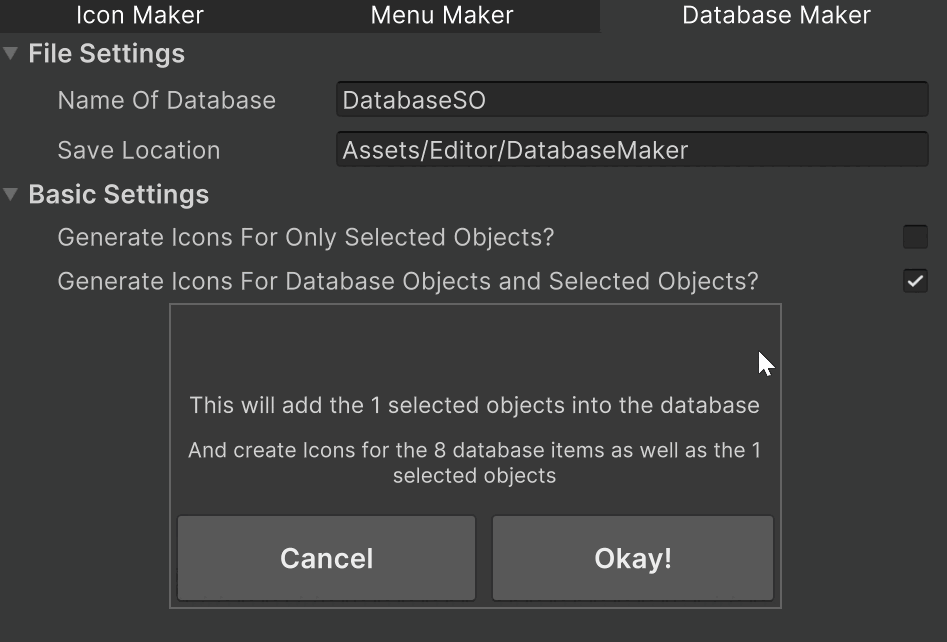 Icon Maker Menu Maker Database Maker
File Settings
Name Of Database DatabaseSO
Save Location Assets/Editor/DatabaseMaker
Basic Settings
Generate Icons For Only Selected Objects?
Generate Icons For Database Objects and Selected Objects?
This will add the 1 selected objects into the database
And create Icons for the 8 database items as well as the 1
selected objects
Cancel Okay!